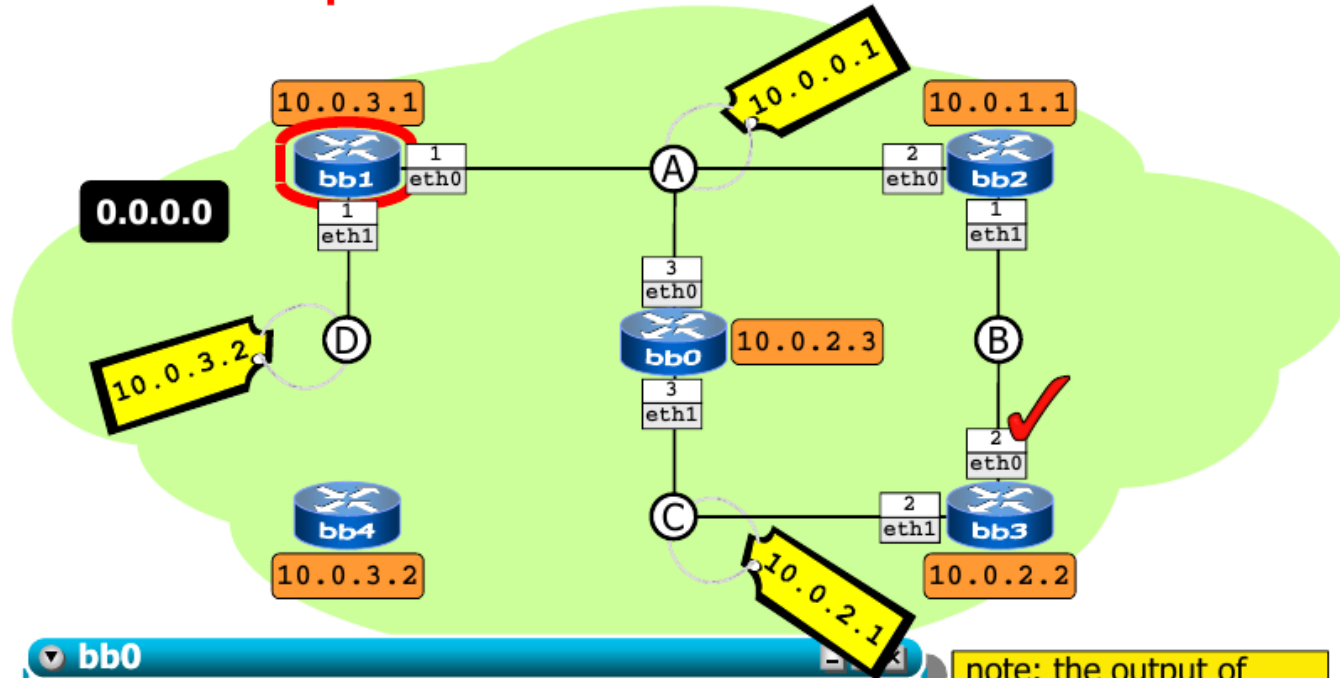 10.0.0.1
10.0.3.1
10.0.1.1
bb1
1
eth0
A
2
eth0
bb2
0.0.0.0
1
eth1
1
eth1
3
eth0
10.0.3.2
D
bb0
10.0.2.3
B
3
eth1
2
eth0
bb4
C
2
eth1
bb3
10.0.3.2
10.0.2.1
10.0.2.2
bb0
note: the output of